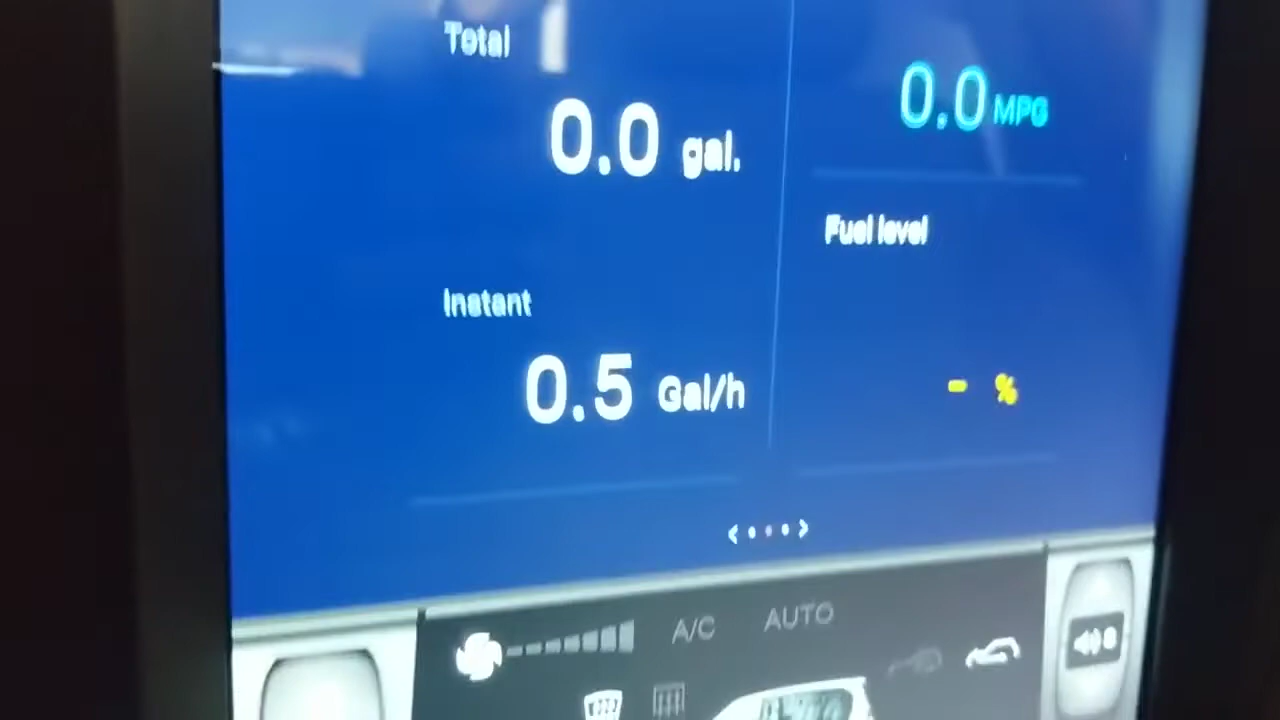 Total
0.0 gal.
Instant
0.5 Gal/h
0.0 MPG
Fuel level
- %
A/C AUTO